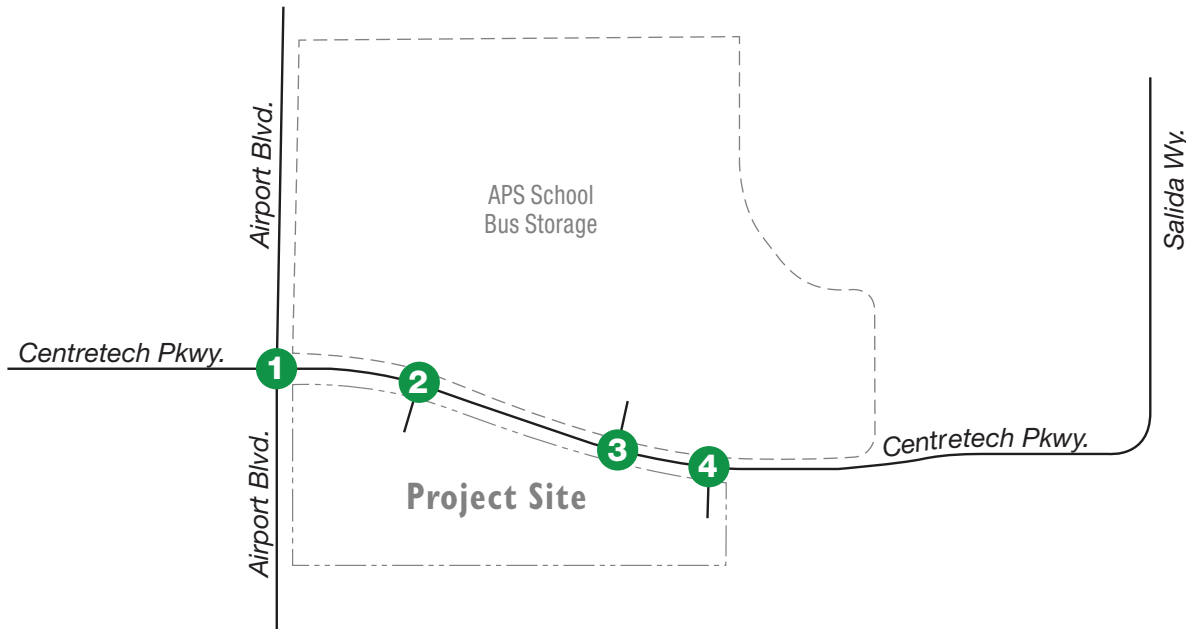 Airport Blvd.
Salida Wy.
APS School
Bus Storage
Centretech Pkwy.
1
2
3
4
Centretech Pkwy.
Project Site
Airport Blvd.